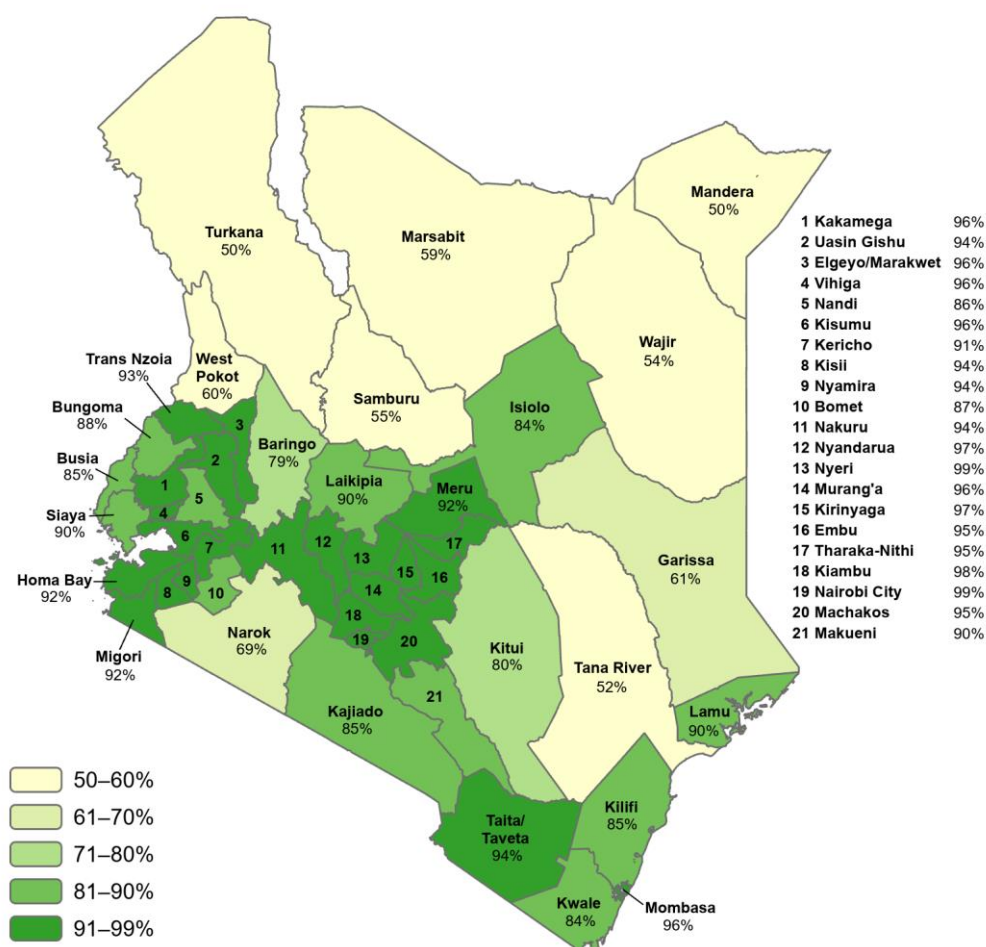 Mandera
50%
Turkana
50%
Marsabit
59%
Wajir
54%
West
Pokot
60%
Samburu
55%
Isiolo
84%
Trans Nzoia
93%
Bungoma
88%
Busia
85%
Siaya
90%
Homa Bay
92%
Migori
92%
Baringo
79%
Laikipia
90%
Meru
92%
Garissa
61%
Narok
69%
Kitui
80%
Tana River
52%
Kajiado
85%
Lamu
90%
Taita/
Taveta
94%
Kilifi
85%
Kwale
84%
Mombasa
96%
1
2
3
4
5
6
7
8
9
10
11
12
13
14
15
16
17
18
19
20
21
1 Kakamega 96%
2 Uasin Gishu 94%
3 Elgeyo/Marakwet 96%
4 Vihiga 96%
5 Nandi 86%
6 Kisumu 96%
7 Kericho 91%
8 Kisii 94%
9 Nyamira 94%
10 Bomet 87%
11 Nakuru 94%
12 Nyandarua 97%
13 Nyeri 99%
14 Murang'a 96%
15 Kirinyaga 97%
16 Embu 95%
17 Tharaka-Nithi 95%
18 Kiambu 98%
19 Nairobi City 99%
20 Machakos 95%
21 Makueni 90%
50–60%
61–70%
71–80%
81–90%
91–99%